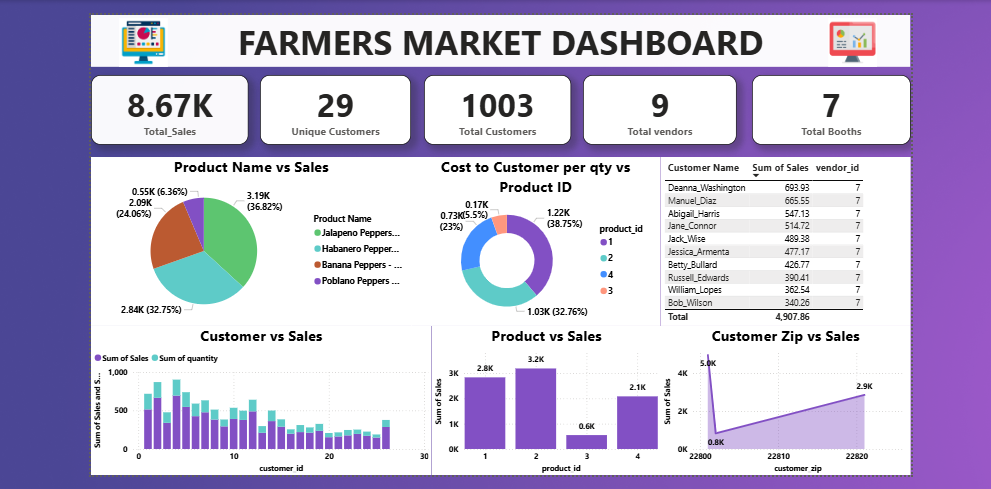 FARMERS MARKET DASHBOARD
8.67K
Total_Sales
29
Unique Customers
1003
Total Customers
9
Total vendors
7
Total Booths
Product Name vs Sales
0.55K (6.36%)
2.09K
(24.06%)
3.19K
(36.82%)
2.84K (32.75%)
Product Name
Jalapeno Peppers...
Habanero Pepper...
Banana Peppers - ...
Poblano Peppers ...
Cost to Customer per qty vs
Product ID
0.17K
(5.5%)
0.73K
(23%)
1.22K
(38.75%)
1.03K (32.76%)
product_id
1
2
4
3
Customer Name Sum of Sales vendor_id
Deanna_Washington 693.93 7
Manuel_Diaz 665.55 7
Abigail_Harris 547.13 7
Jane_Connor 514.72 7
Jack_Wise 489.38 7
Jessica_Armenta 477.17 7
Betty_Bullard 426.77 7
Russell_Edwards 390.41 7
William_Lopes 362.54 7
Bob_Wilson 340.26 7
Total 4,907.86
Customer vs Sales
Sum of Sales Sum of quantity
Sum of Sales and S...
1,000
500
0
0 10 20 30
customer_id
Product vs Sales
Sum of Sales
3K
2K
1K
0K
2.8K
3.2K
0.6K
2.1K
1 2 3 4
product_id
Customer Zip vs Sales
Sum of Sales
4K
2K
0K
5.0K
0.8K
2.9K
22800 22810 22820
customer_zip